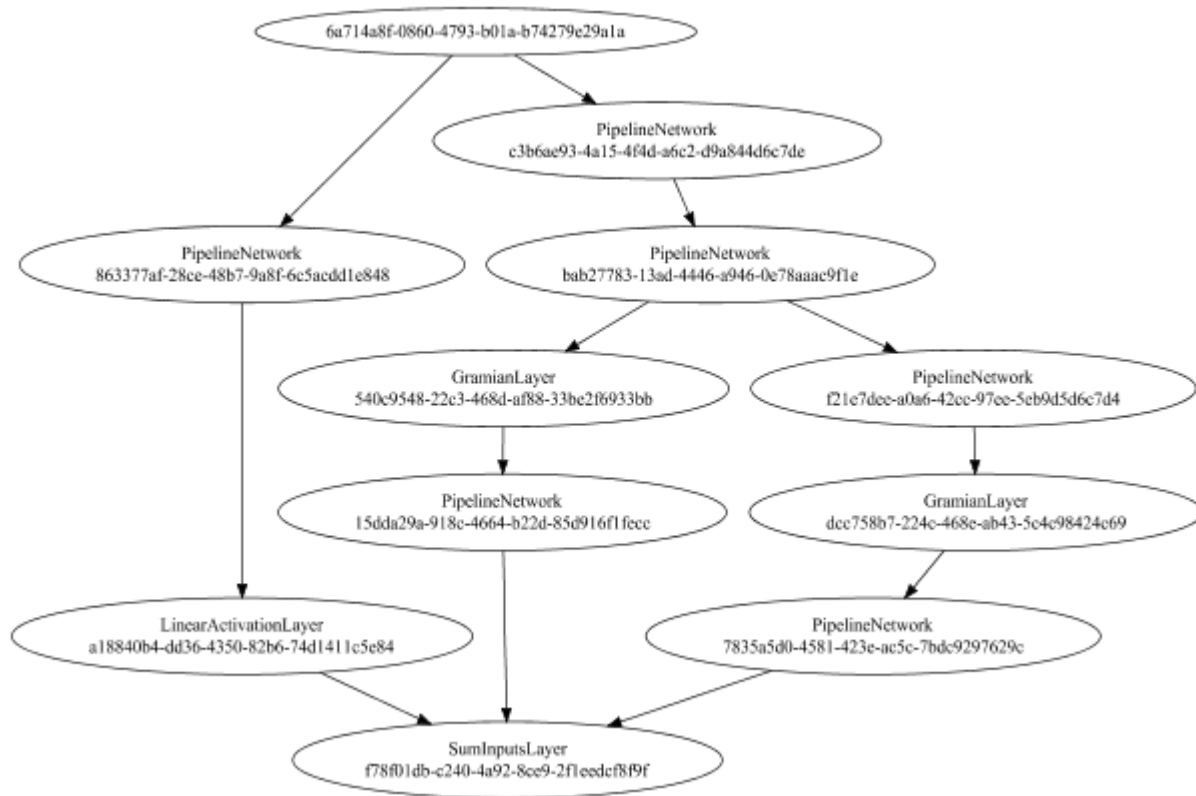 6a714a8f-0860-4793-b01a-b74279e29a1a
PipelineNetwork
c3b6ae93-4a15-4f4d-a6c2-d9a844d6c7de
PipelineNetwork
863377af-28ce-48b7-9a8f-6c5acdd1e848
PipelineNetwork
bab27783-13ad-4446-a946-0e78aaac9f1e
GramianLayer
540c9548-22c3-468d-af88-33be2f6933bb
PipelineNetwork
f21e7dee-a0a6-42cc-97ee-5eb9d5d6c7d4
PipelineNetwork
15dda29a-918c-4664-b22d-85d916f1fecc
GramianLayer
dcc758b7-224c-468e-ab43-5c4c98424c69
LinearActivationLayer
a18840b4-dd36-4350-82b6-74d1411c5e84
PipelineNetwork
7835a5d0-4581-423e-ac5c-7bdc9297629c
SumInputsLayer
f78f01db-c240-4a92-8ce9-2f1eedcf8f9f